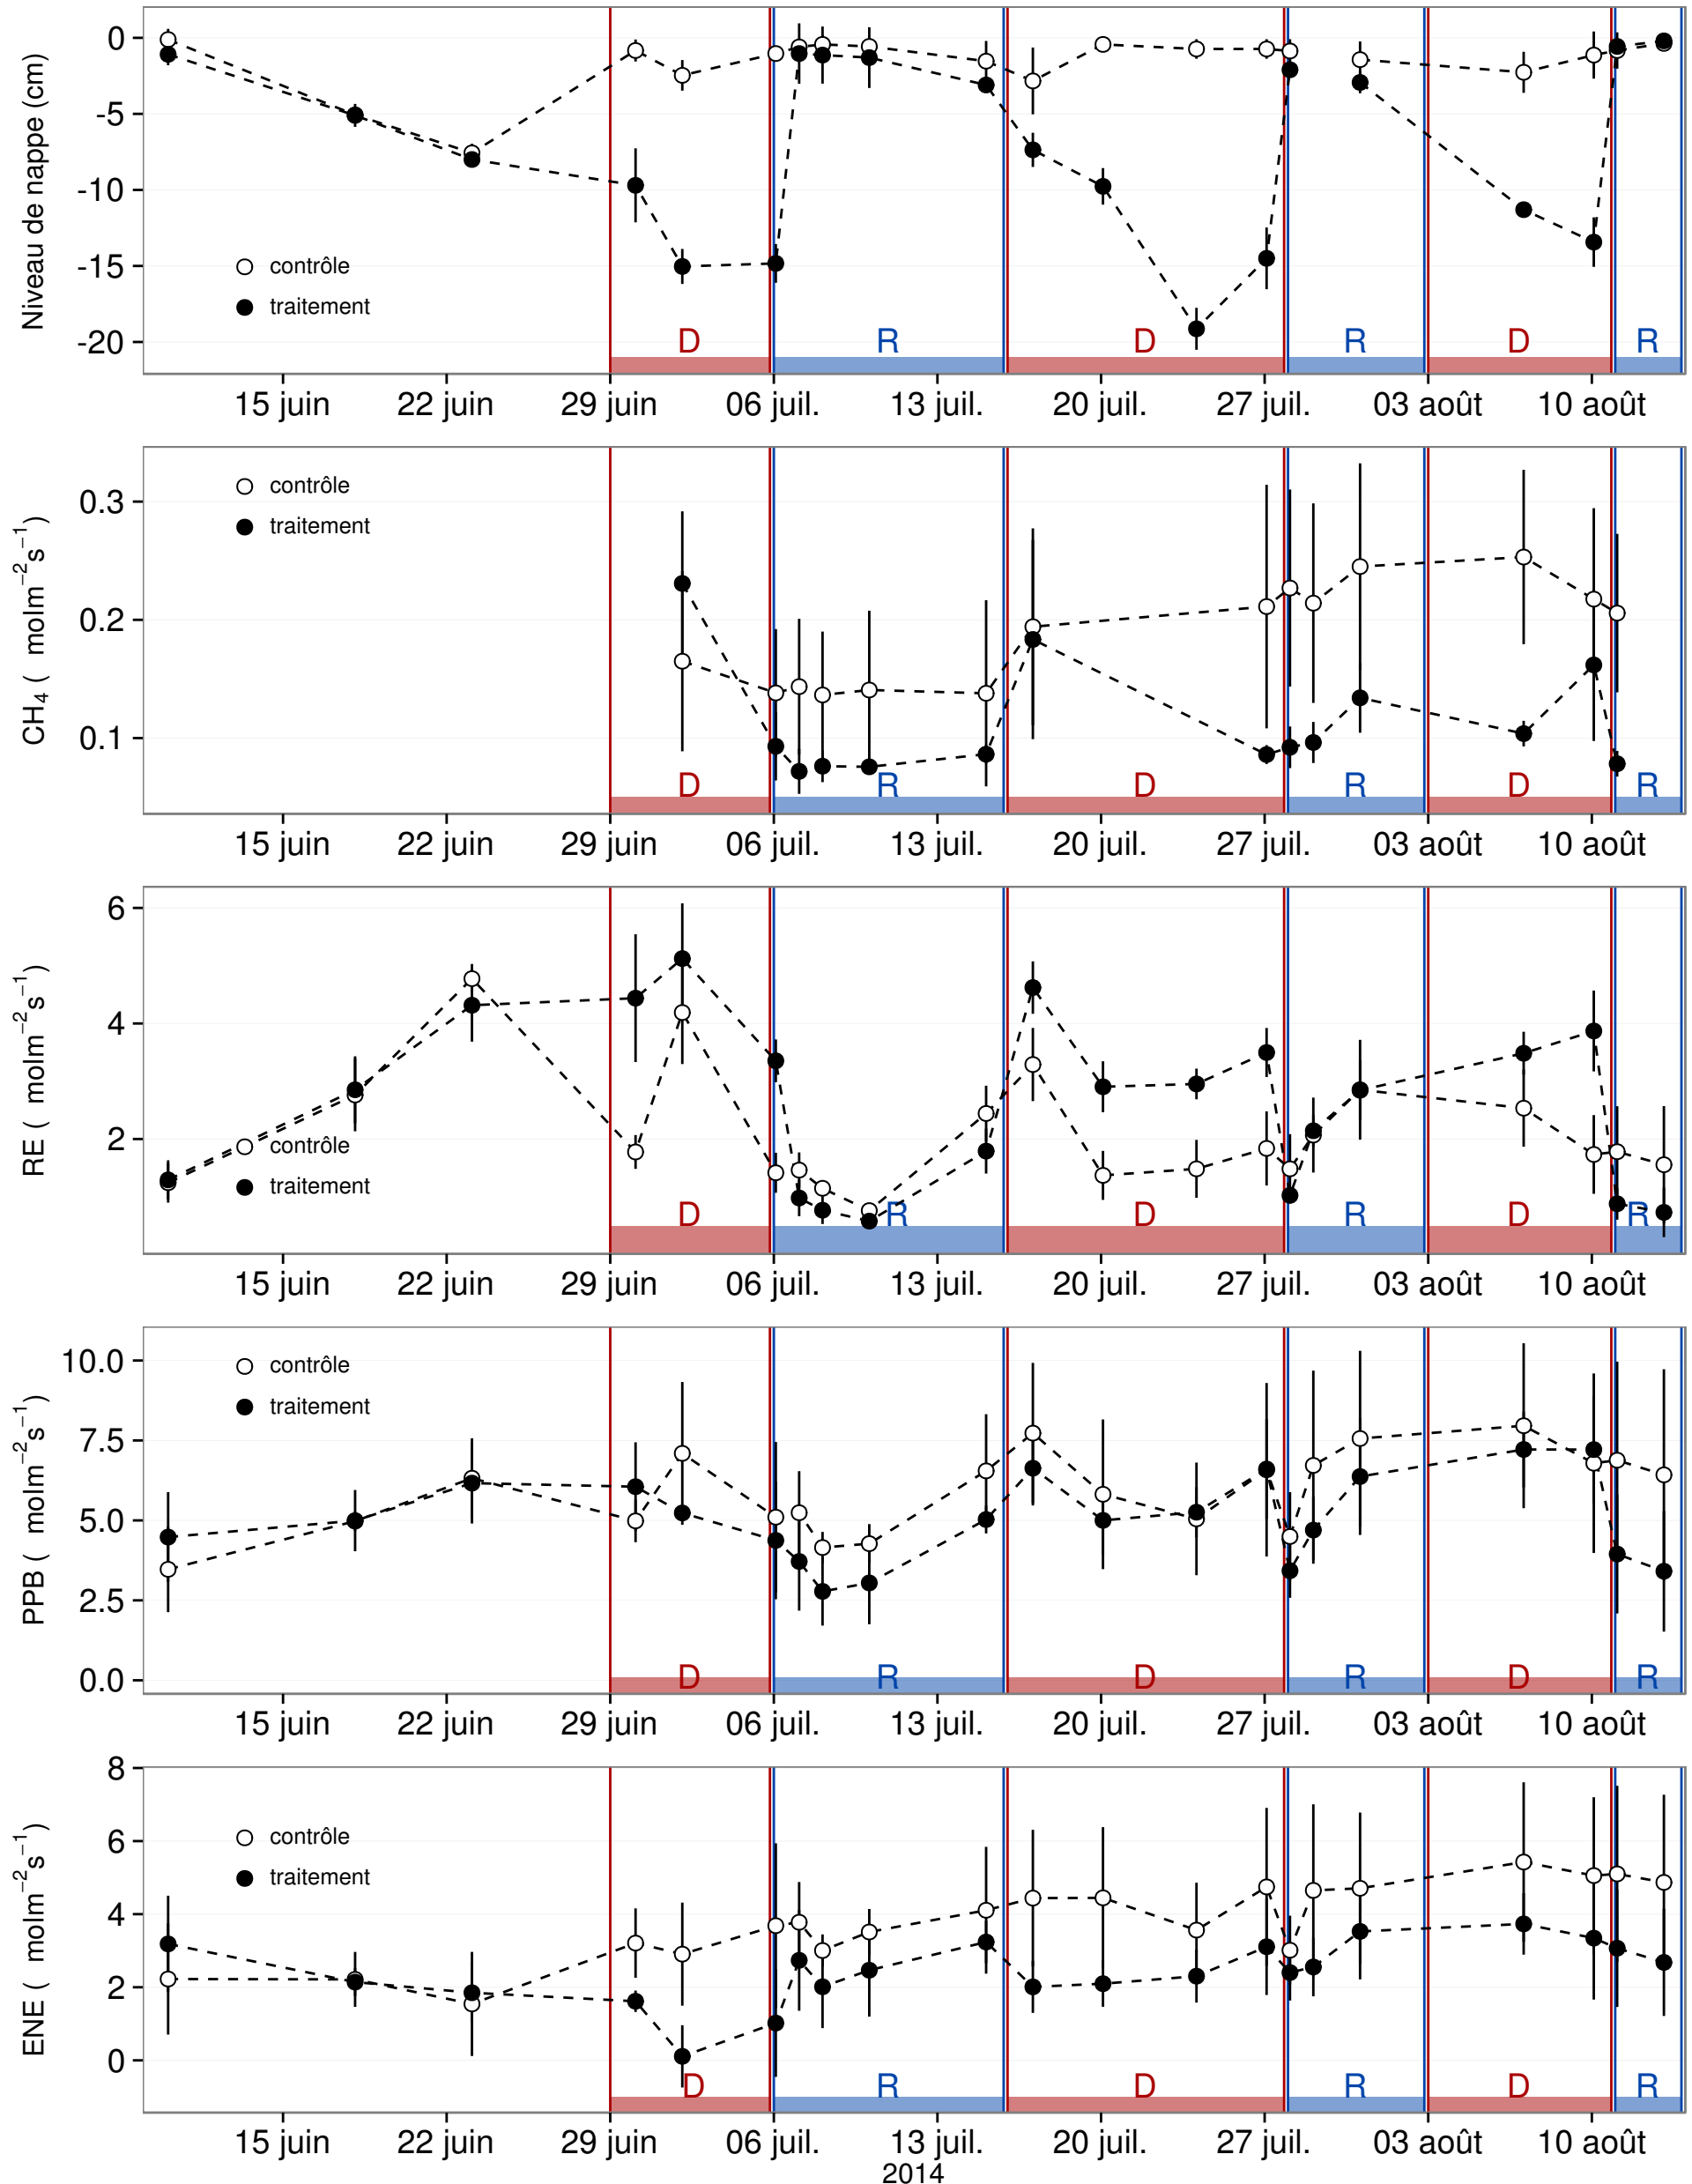 Niveau de nappe (cm)
0
-5
-10
-15
-20
contrôle
traitement
D R D R D R
15 juin 22 juin 29 juin 06 juil. 13 juil. 20 juil. 27 juil. 03 août 10 août
CH₄ ( molm⁻²s⁻¹)
0.3
0.2
0.1
contrôle
traitement
D R D R D R
15 juin 22 juin 29 juin 06 juil. 13 juil. 20 juil. 27 juil. 03 août 10 août
RE ( molm⁻²s⁻¹)
6
4
2
contrôle
traitement
D R D R D R
15 juin 22 juin 29 juin 06 juil. 13 juil. 20 juil. 27 juil. 03 août 10 août
PPB ( molm⁻²s⁻¹)
10.0
7.5
5.0
2.5
0.0
contrôle
traitement
D R D R D R
15 juin 22 juin 29 juin 06 juil. 13 juil. 20 juil. 27 juil. 03 août 10 août
ENE ( molm⁻²s⁻¹)
8
6
4
2
0
contrôle
traitement
D R D R D R
15 juin 22 juin 29 juin 06 juil. 13 juil. 20 juil. 27 juil. 03 août 10 août
2014